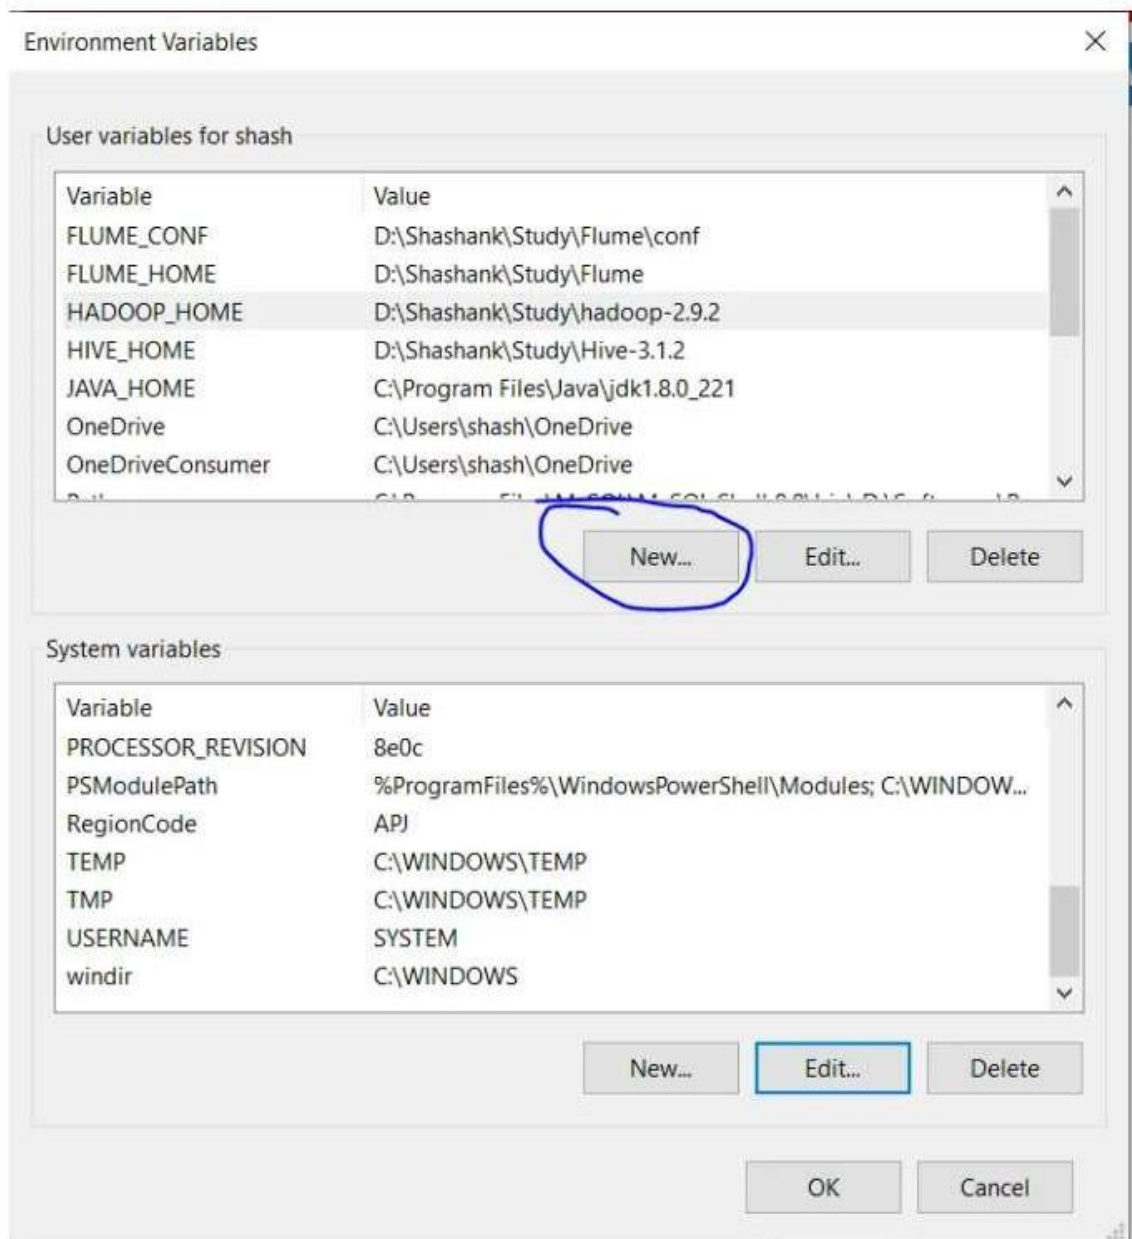 Environment Variables
User variables for shash
Variable Value
FLUME_CONF D:\Shashank\Study\Flume\conf
FLUME_HOME D:\Shashank\Study\Flume
HADOOP_HOME D:\Shashank\Study\hadoop-2.9.2
HIVE_HOME D:\Shashank\Study\Hive-3.1.2
JAVA_HOME C:\Program Files\Java\jdk1.8.0_221
OneDrive C:\Users\shash\OneDrive
OneDriveConsumer C:\Users\shash\OneDrive
New... Edit... Delete
System variables
Variable Value
PROCESSOR_REVISION 8e0c
PSModulePath %ProgramFiles%\WindowsPowerShell\Modules; C:\WINDOW...
RegionCode APJ
TEMP C:\WINDOWS\TEMP
TMP C:\WINDOWS\TEMP
USERNAME SYSTEM
windir C:\WINDOWS
New... Edit... Delete
OK Cancel